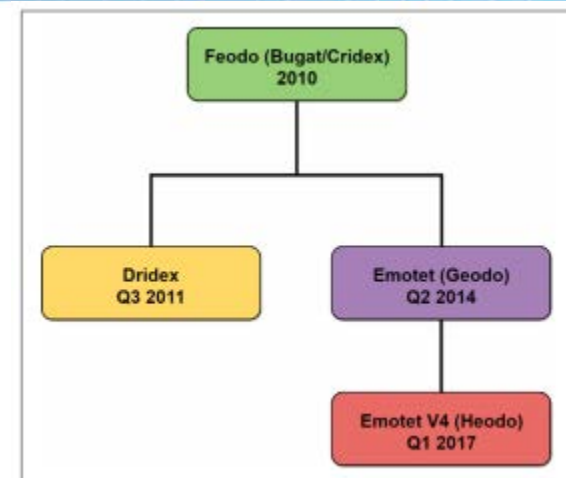 Feodo (Bugat/Cridex)
2010
Dridex
Q3 2011
Emotet (Geodo)
Q2 2014
Emotet V4 (Heodo)
Q1 2017